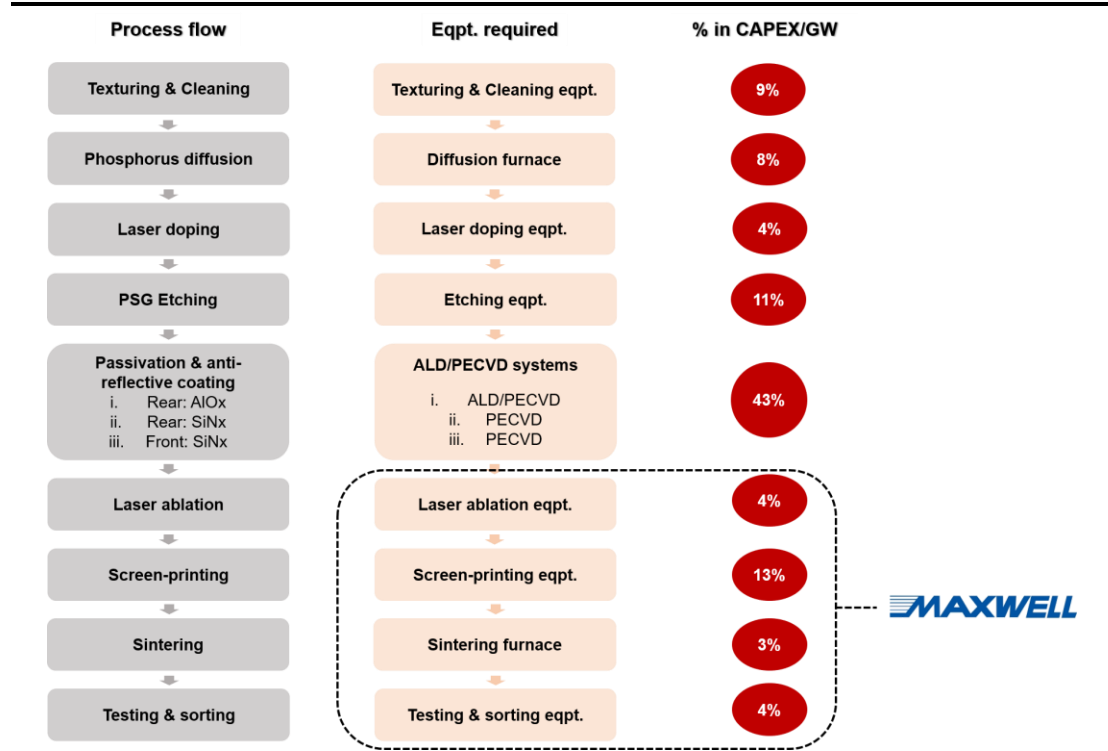 Process flow
Eqpt. required
% in CAPEX/GW
Texturing & Cleaning
Texturing & Cleaning eqpt.
9%
Phosphorus diffusion
Diffusion furnace
8%
Laser doping
Laser doping eqpt.
4%
PSG Etching
Etching eqpt.
11%
Passivation & anti-
reflective coating
i. Rear: AlOx
ii. Rear: SiNx
iii. Front: SiNx
ALD/PECVD systems
i. ALD/PECVD
ii. PECVD
iii. PECVD
43%
Laser ablation
Laser ablation eqpt.
4%
Screen-printing
Screen-printing eqpt.
13%
MAXWELL
Sintering
Sintering furnace
3%
Testing & sorting
Testing & sorting eqpt.
4%